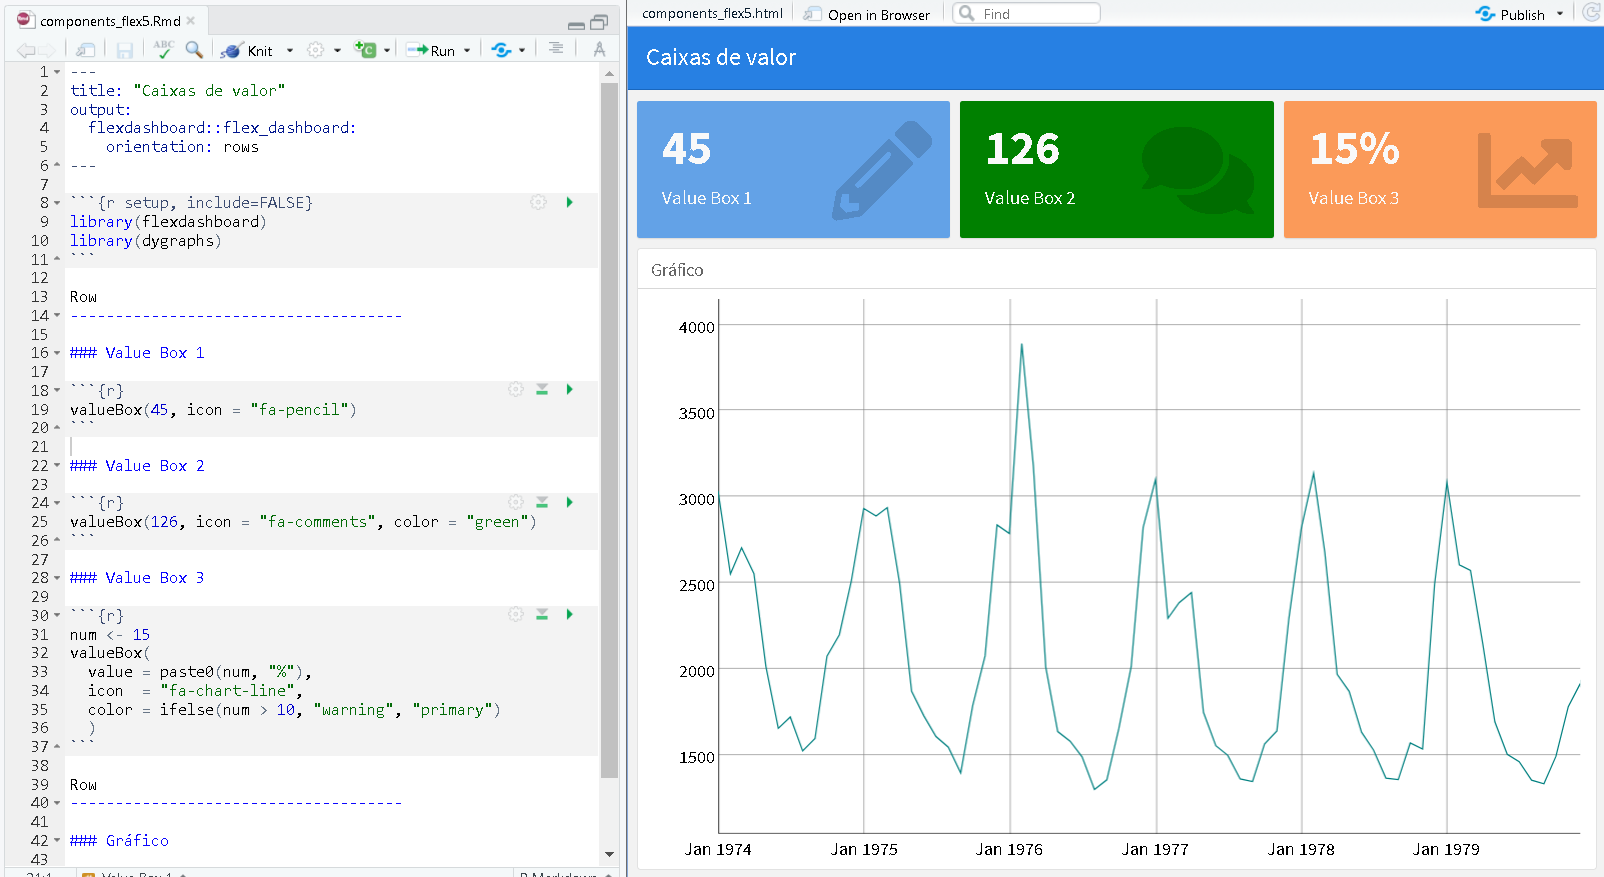 components_flex5.Rmd
ABC
Knit
Run
1 ---
2 title: "Caixas de valor"
3 output:
4 flexdashboard::flex_dashboard:
5 orientation: rows
6 ---
7
8 ```{r setup, include=FALSE}
9 library(flexdashboard)
10 library(dygraphs)
11 ```
12
13 Row
14 -------------------------------------
15
16 ### Value Box 1
17
18 ```{r}
19 valueBox(45, icon = "fa-pencil")
20 ```
21
22 ### Value Box 2
23
24 ```{r}
25 valueBox(126, icon = "fa-comments", color = "green")
26 ```
27
28 ### Value Box 3
29
30 ```{r}
31 num <- 15
32 valueBox(
33 value = paste0(num, "%"),
34 icon  = "fa-chart-line",
35 color = ifelse(num > 10, "warning", "primary")
36 )
37 ```
38
39 Row
40 -------------------------------------
41
42 ### Gráfico
43
components_flex5.html
Open in Browser
Find
Publish
Caixas de valor
45
Value Box 1
126
Value Box 2
15%
Value Box 3
Gráfico
4000
3500
3000
2500
2000
1500
Jan 1974
Jan 1975
Jan 1976
Jan 1977
Jan 1978
Jan 1979